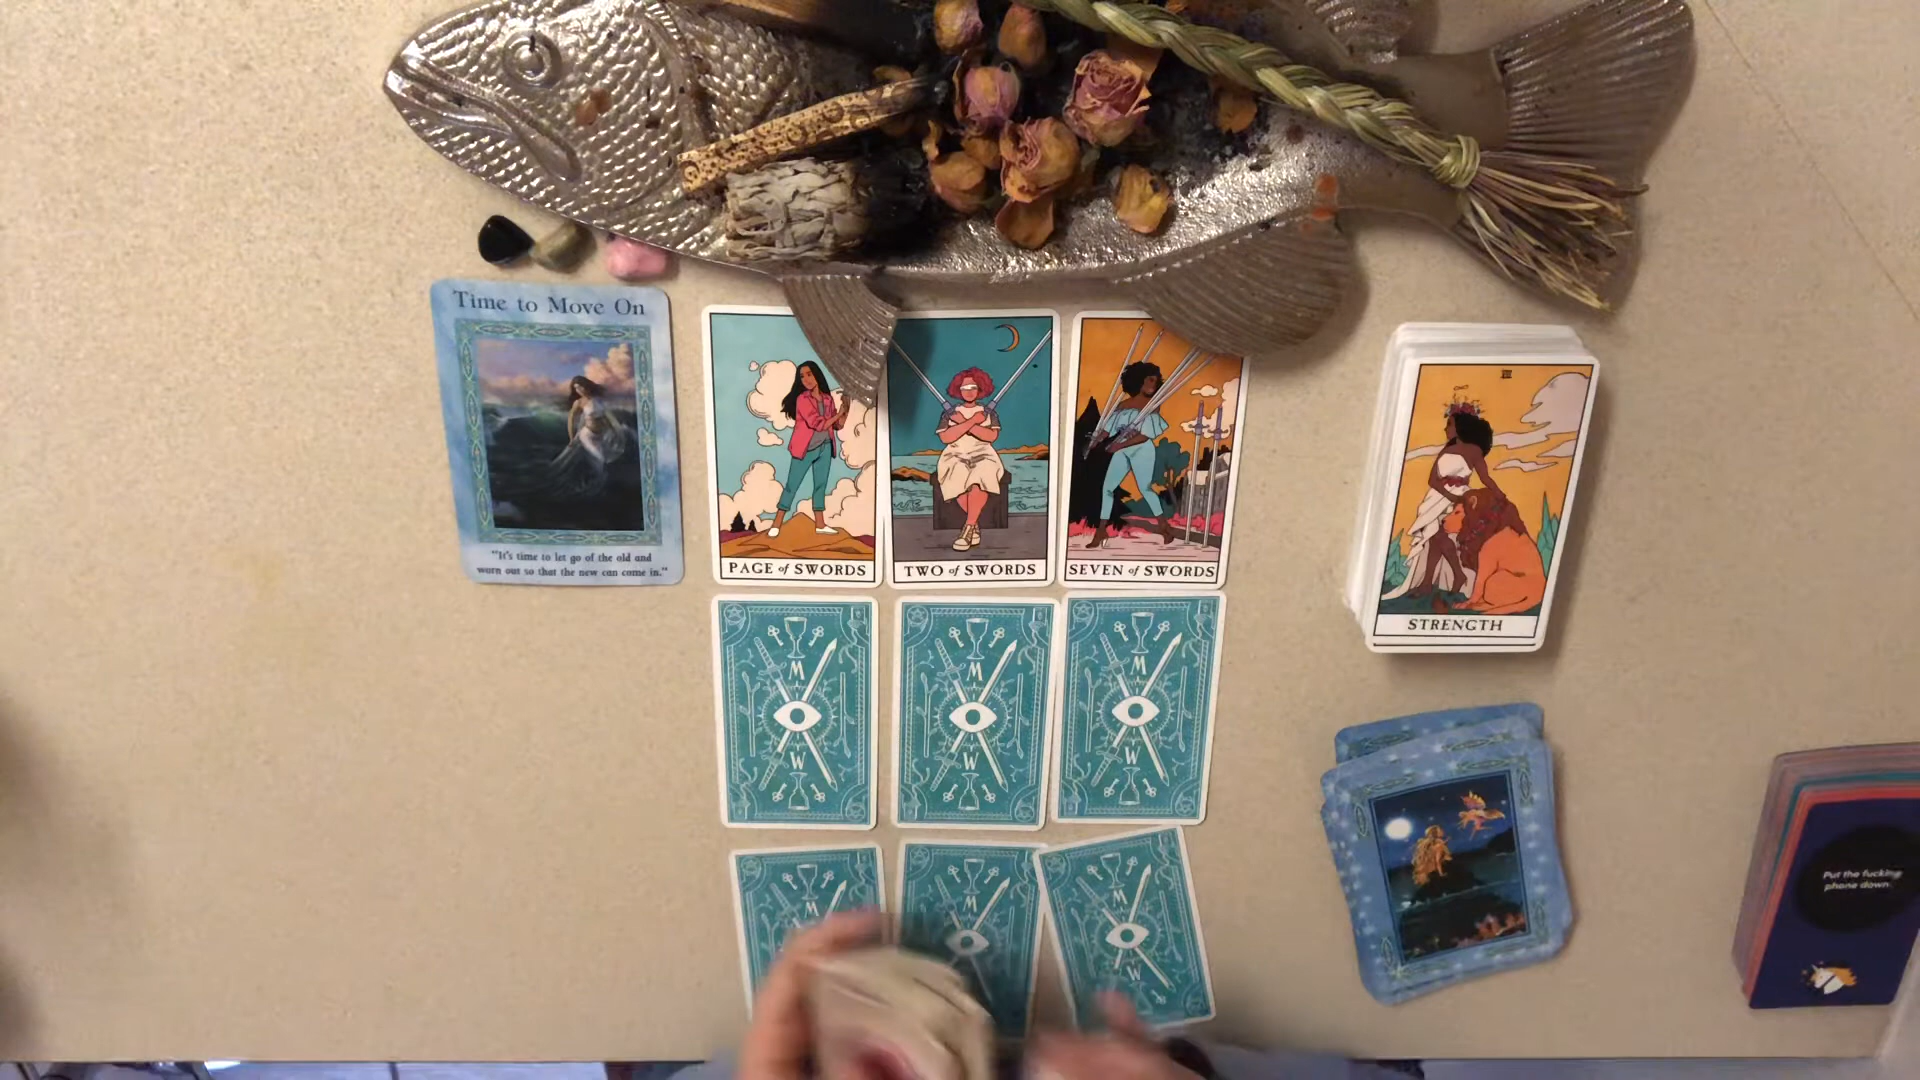 Time to Move On
"It's time to let go of the old and
worn out so that the new can come in."
PAGE of SWORDS
TWO of SWORDS
SEVEN of SWORDS
STRENGTH
M
W
M
W
M
W
M
M
M
W
Put the fucking
phone down.